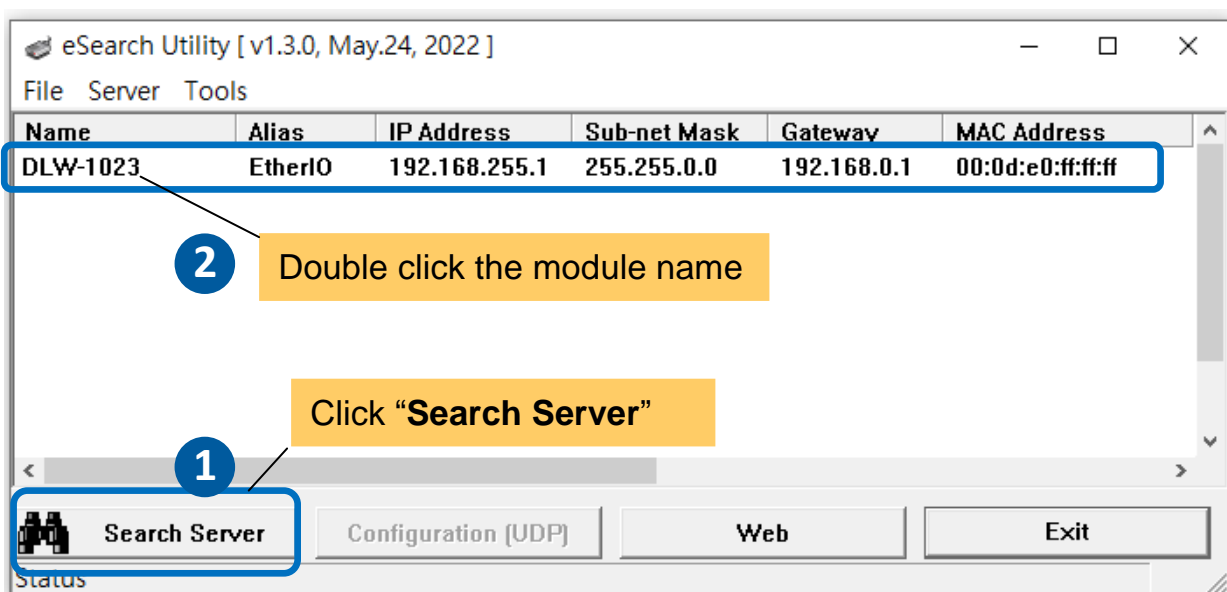 eSearch Utility [ v1.3.0, May.24, 2022 ]
File Server Tools
Name Alias IP Address Sub-net Mask Gateway MAC Address
DLW-1023 EtherIO 192.168.255.1 255.255.0.0 192.168.0.1 00:0d:e0:ff:ff:ff
2 Double click the module name
Click “Search Server”
1
Search Server Configuration (UDP) Web Exit
Status